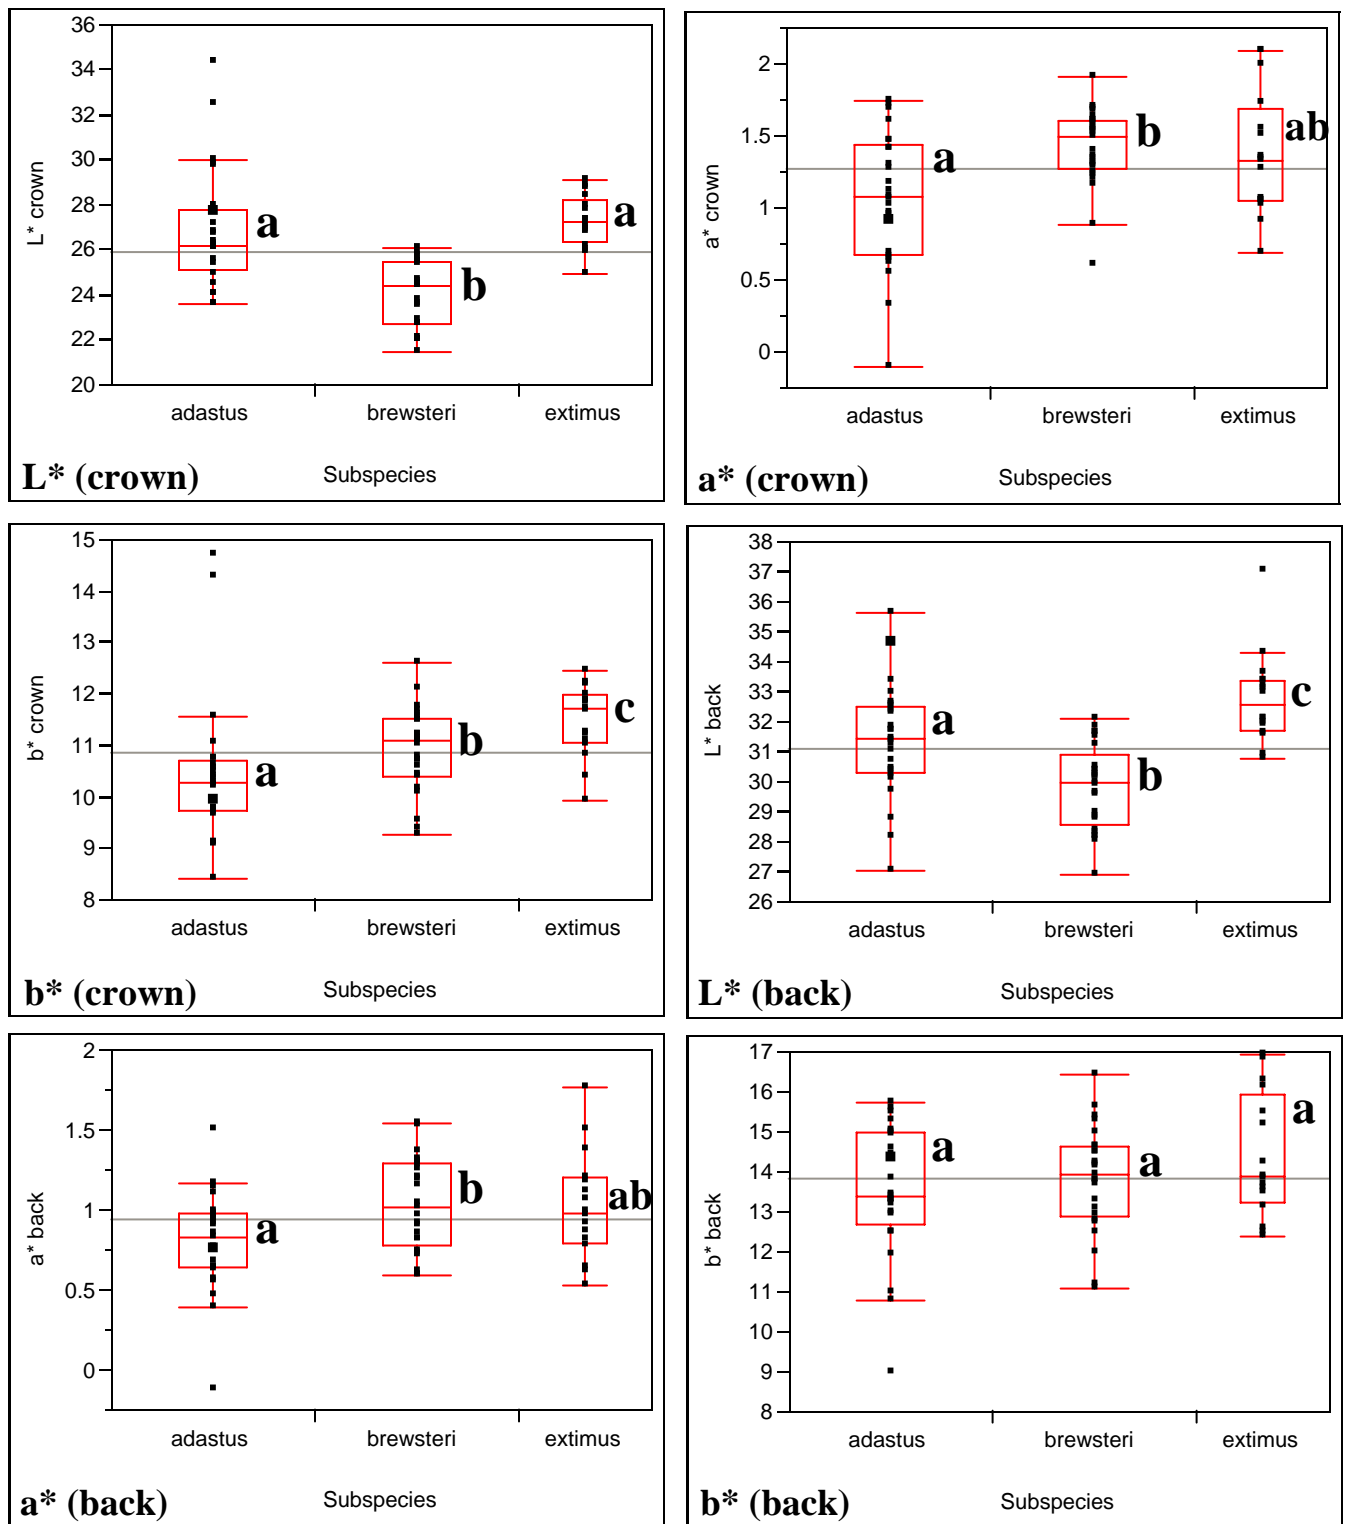 36
34
32
30
28
26
24
22
20
L* crown
a
b
a
adastus
brewsteri
extimus
Subspecies
L* (crown)
2
1.5
1
0.5
0
a* crown
a
b
ab
adastus
brewsteri
extimus
Subspecies
a* (crown)
15
14
13
12
11
10
9
8
b* crown
a
b
c
adastus
brewsteri
extimus
Subspecies
b* (crown)
38
37
36
35
34
33
32
31
30
29
28
27
26
L* back
a
b
c
adastus
brewsteri
extimus
Subspecies
L* (back)
2
1.5
1
0.5
0
a* back
a
b
ab
adastus
brewsteri
extimus
Subspecies
a* (back)
17
16
15
14
13
12
11
10
9
8
b* back
a
a
a
adastus
brewsteri
extimus
Subspecies
b* (back)